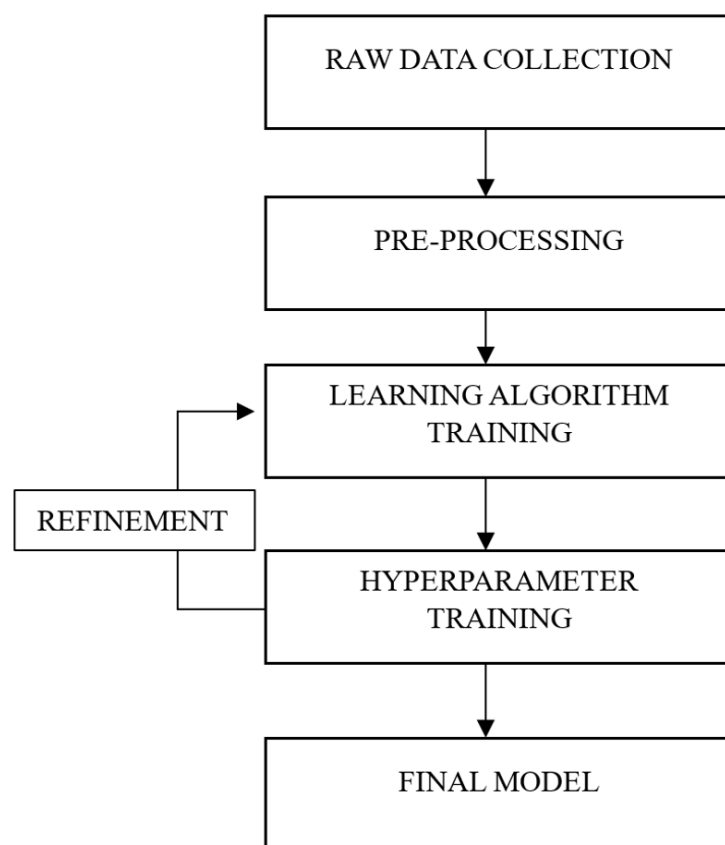 RAW DATA COLLECTION
PRE-PROCESSING
LEARNING ALGORITHM
TRAINING
REFINEMENT
HYPERPARAMETER
TRAINING
FINAL MODEL